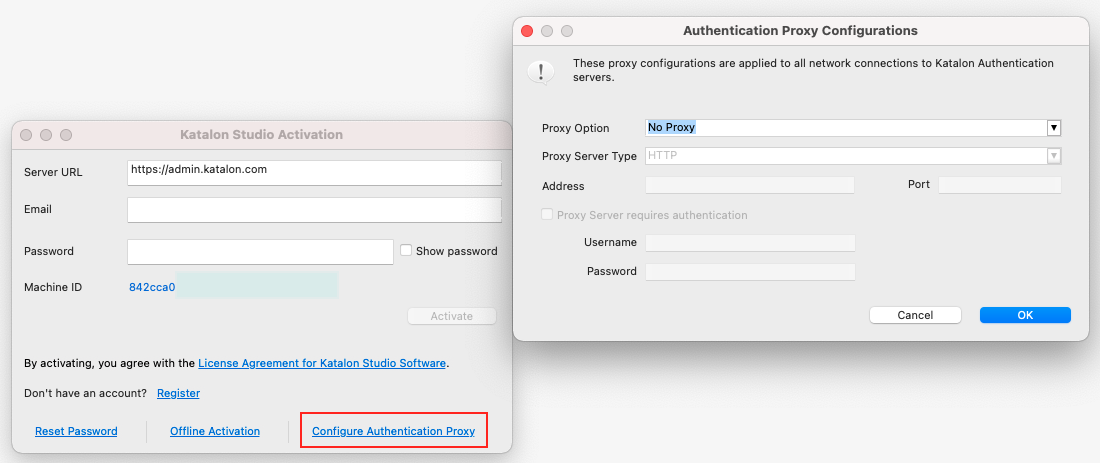 Katalon Studio Activation
Server URL https://admin.katalon.com
Email
Password Show password
Machine ID 842cca0
Activate
By activating, you agree with the License Agreement for Katalon Studio Software.
Don't have an account? Register
Reset Password Offline Activation Configure Authentication Proxy
Authentication Proxy Configurations
These proxy configurations are applied to all network connections to Katalon Authentication
servers.
Proxy Option No Proxy
Proxy Server Type HTTP
Address Port
Proxy Server requires authentication
Username
Password
Cancel OK